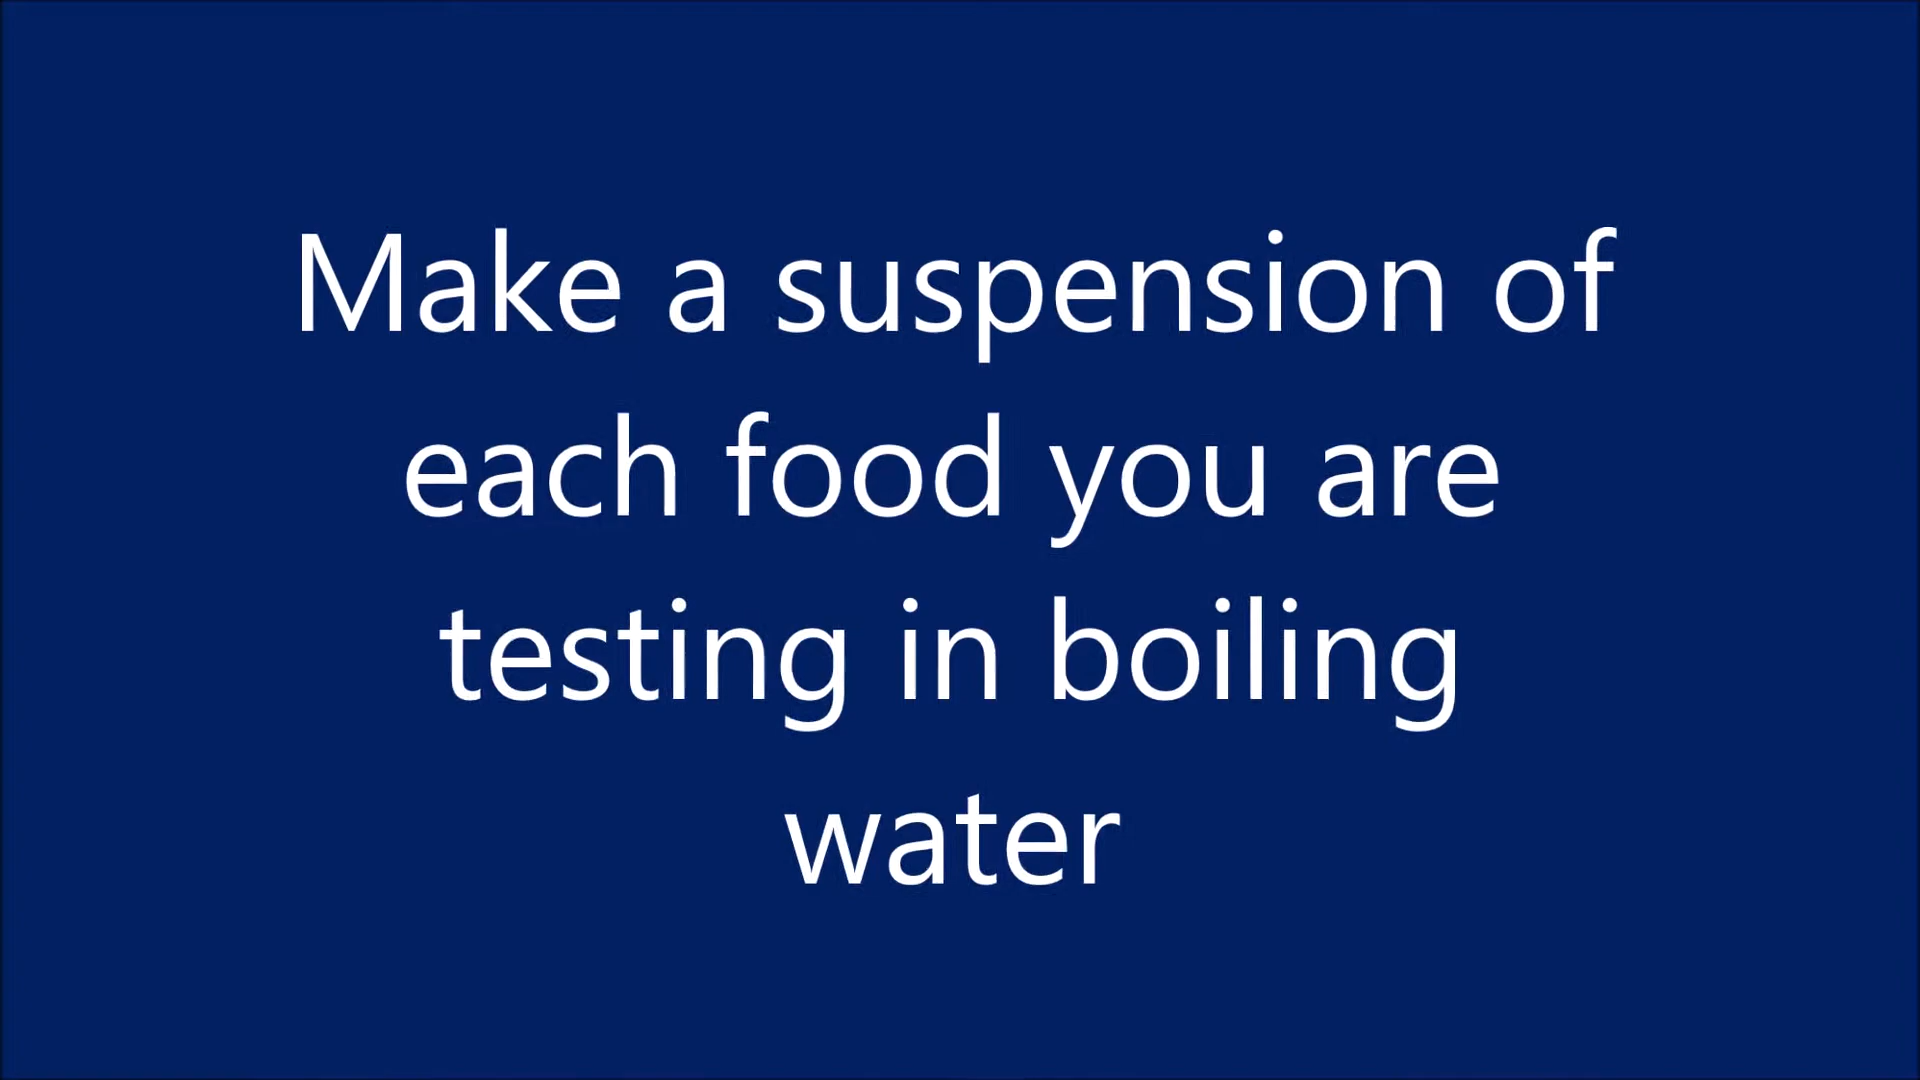 Make a suspension of
each food you are
testing in boiling
water